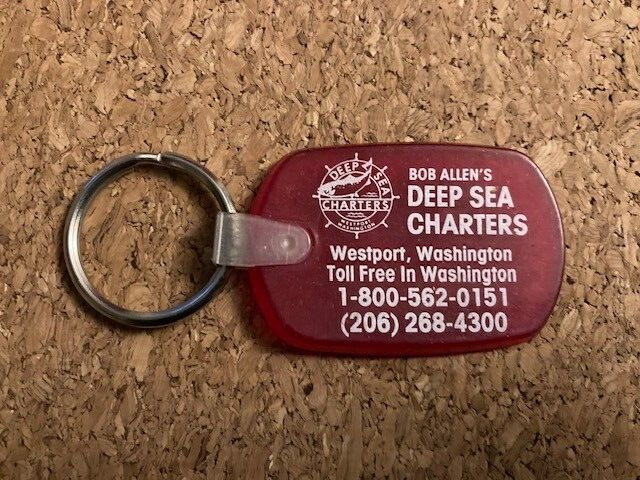 DEEP SEA
CHARTERS
WESTPORT
WASHINGTON
BOB ALLEN'S
DEEP SEA
CHARTERS
Westport, Washington
Toll Free In Washington
1-800-562-0151
(206) 268-4300